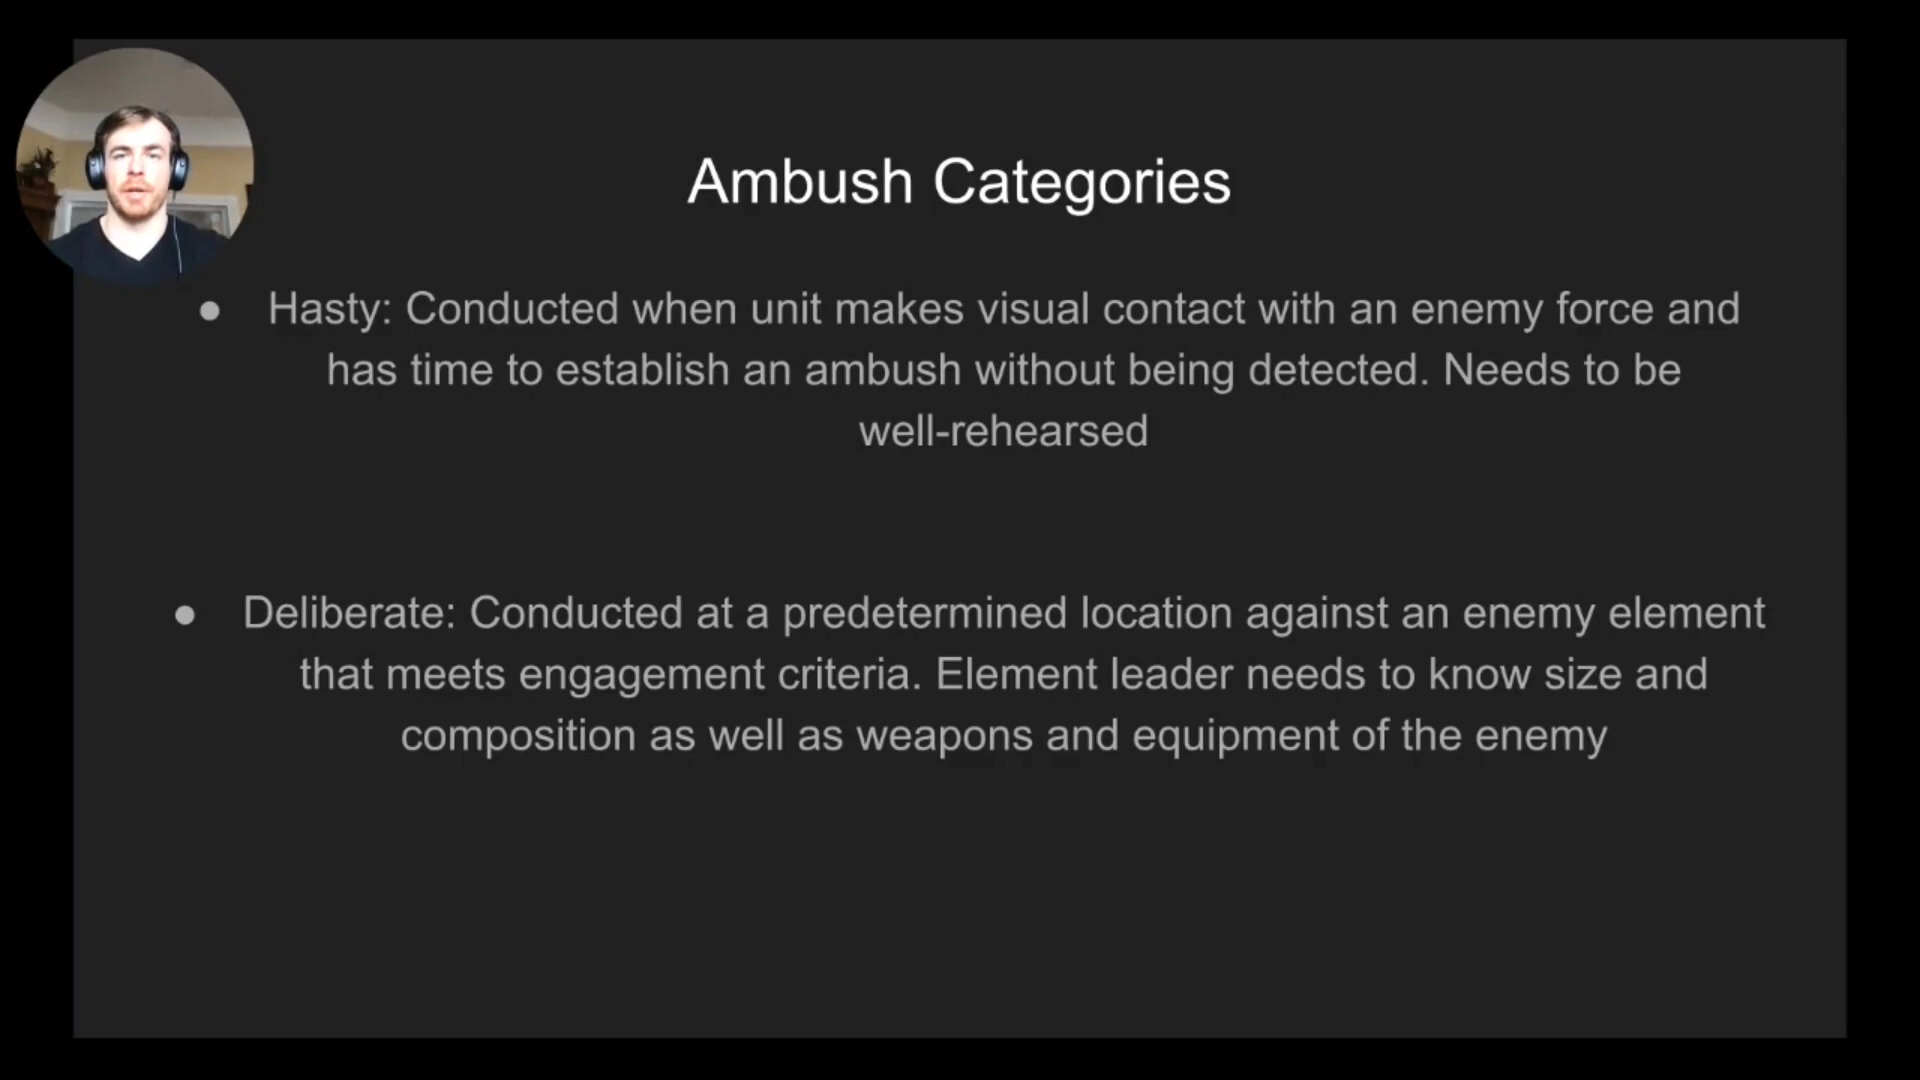 Ambush Categories
● Hasty: Conducted when unit makes visual contact with an enemy force and
has time to establish an ambush without being detected. Needs to be
well-rehearsed
● Deliberate: Conducted at a predetermined location against an enemy element
that meets engagement criteria. Element leader needs to know size and
composition as well as weapons and equipment of the enemy